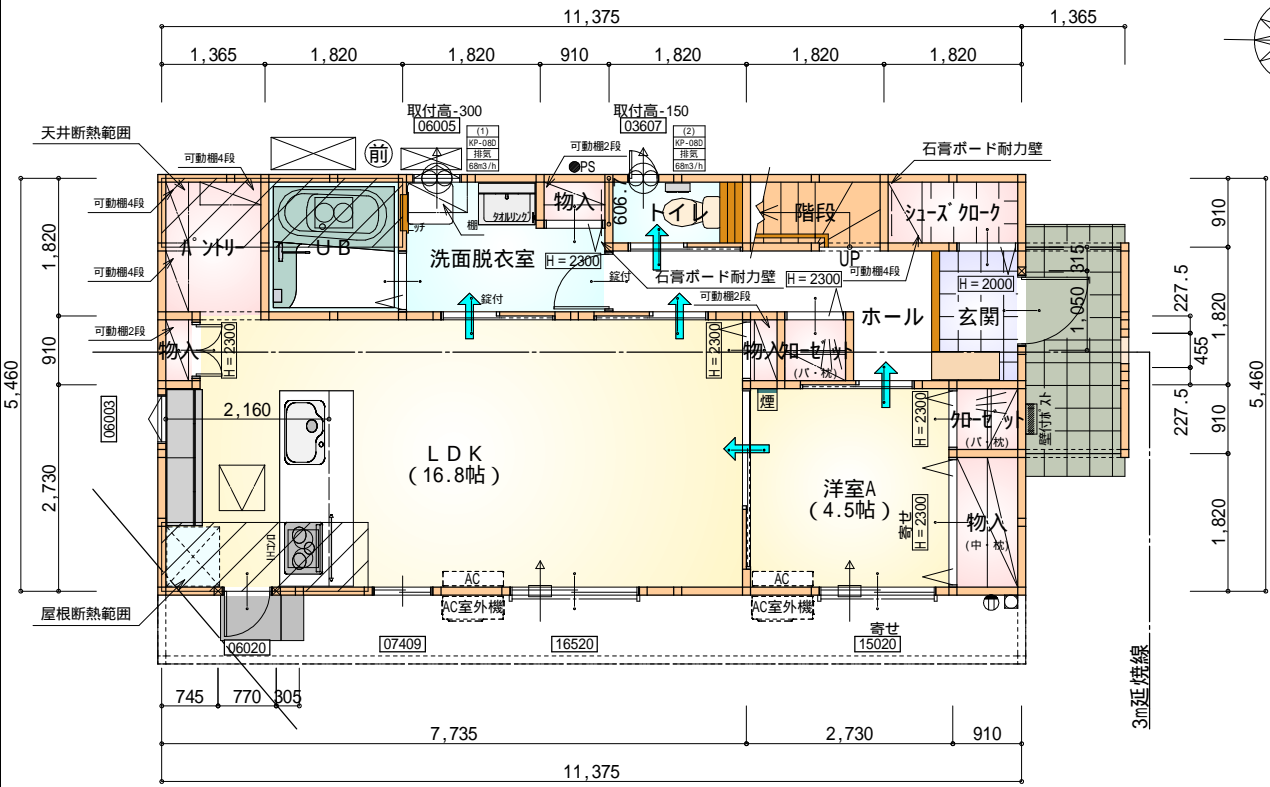 11,375
1,365
1,365
1,820
1,820
910
1,820
1,820
1,820
取付高-300
06005
(1)
KP-08D
排気
68m3/h
取付高-150
03607
(2)
KP-08D
排気
68m3/h
天井断熱範囲
可動棚4段
前
可動棚2段
PS
石膏ボード耐力壁
可動棚4段
可動棚4段
パントリー
UB
棚
タオルリング
物入
606.7
トイレ
階段
シューズクローク
洗面脱衣室
H=2300
石膏ボード耐力壁
UP
可動棚4段
錠付
錠付
H=2300
可動棚2段
H=2000
玄関
ホール
315
1,050
227.5
1,820
455
227.5
910
910
1,820
5,460
1,820
910
2,730
5,460
可動棚2段
物入
H=2300
H=2300
物入
クローゼット
(パ・枕)
06003
2,160
LDK
(16.8帖)
煙
洋室A
(4.5帖)
H=2300
クローゼット
(パ・枕)
壁付ポスト
寄せ
H=2300
物入
(中・枕)
IHコンロ
AC
AC室外機
AC
AC室外機
屋根断熱範囲
06020
07409
16520
寄せ
15020
3m延焼線
745
770
305
7,735
2,730
910
11,375